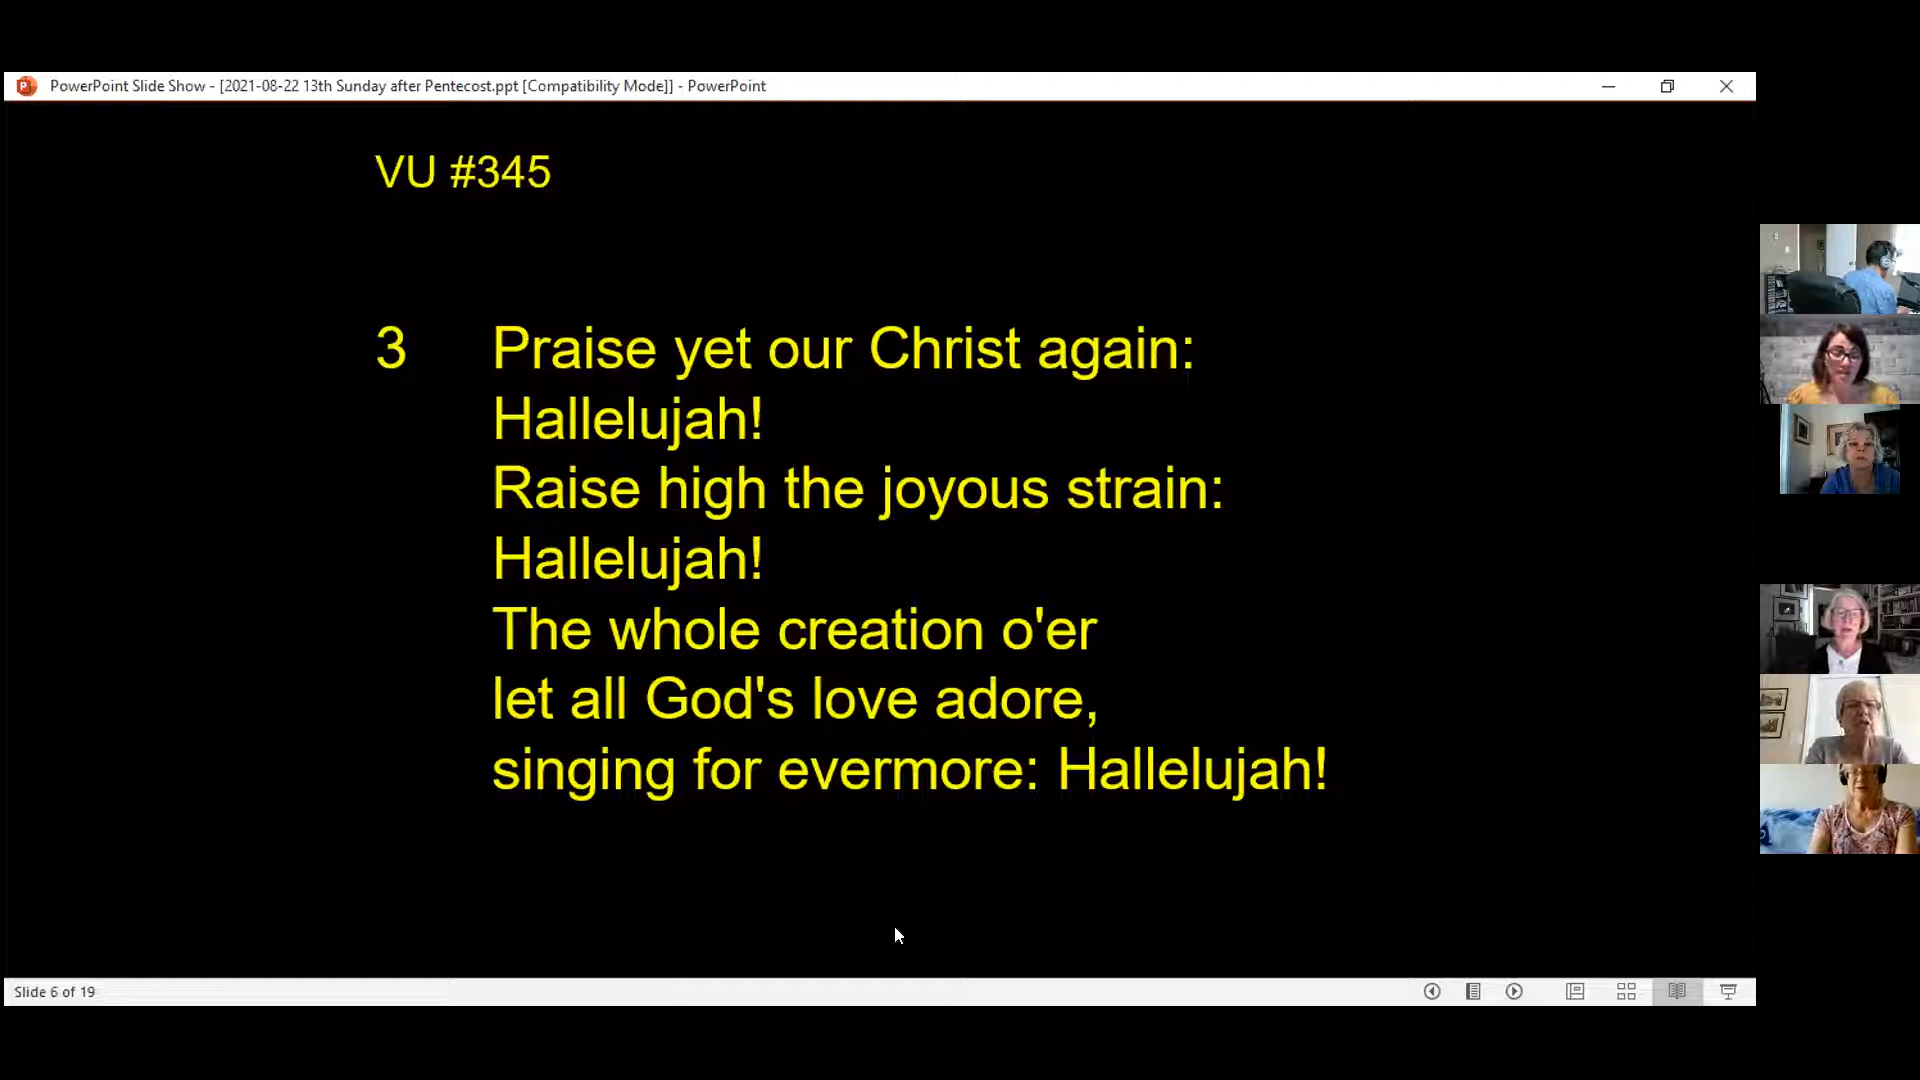 PowerPoint Slide Show - [2021-08-22 13th Sunday after Pentecost.ppt [Compatibility Mode]] - PowerPoint
VU #345
3 Praise yet our Christ again:
Hallelujah!
Raise high the joyous strain:
Hallelujah!
The whole creation o'er
let all God's love adore,
singing for evermore: Hallelujah!
Slide 6 of 19